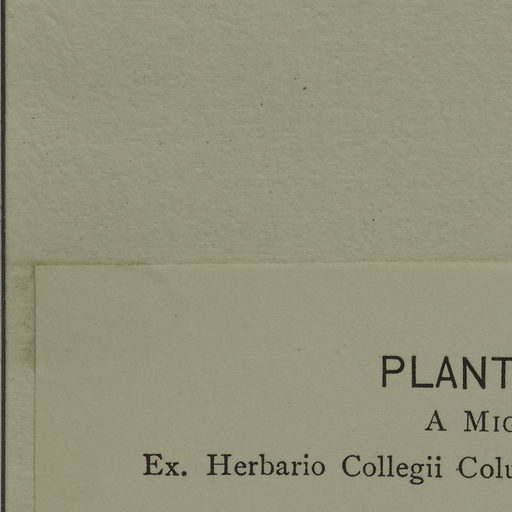 PLANT
A MIC
Ex. Herbario Collegii Colu